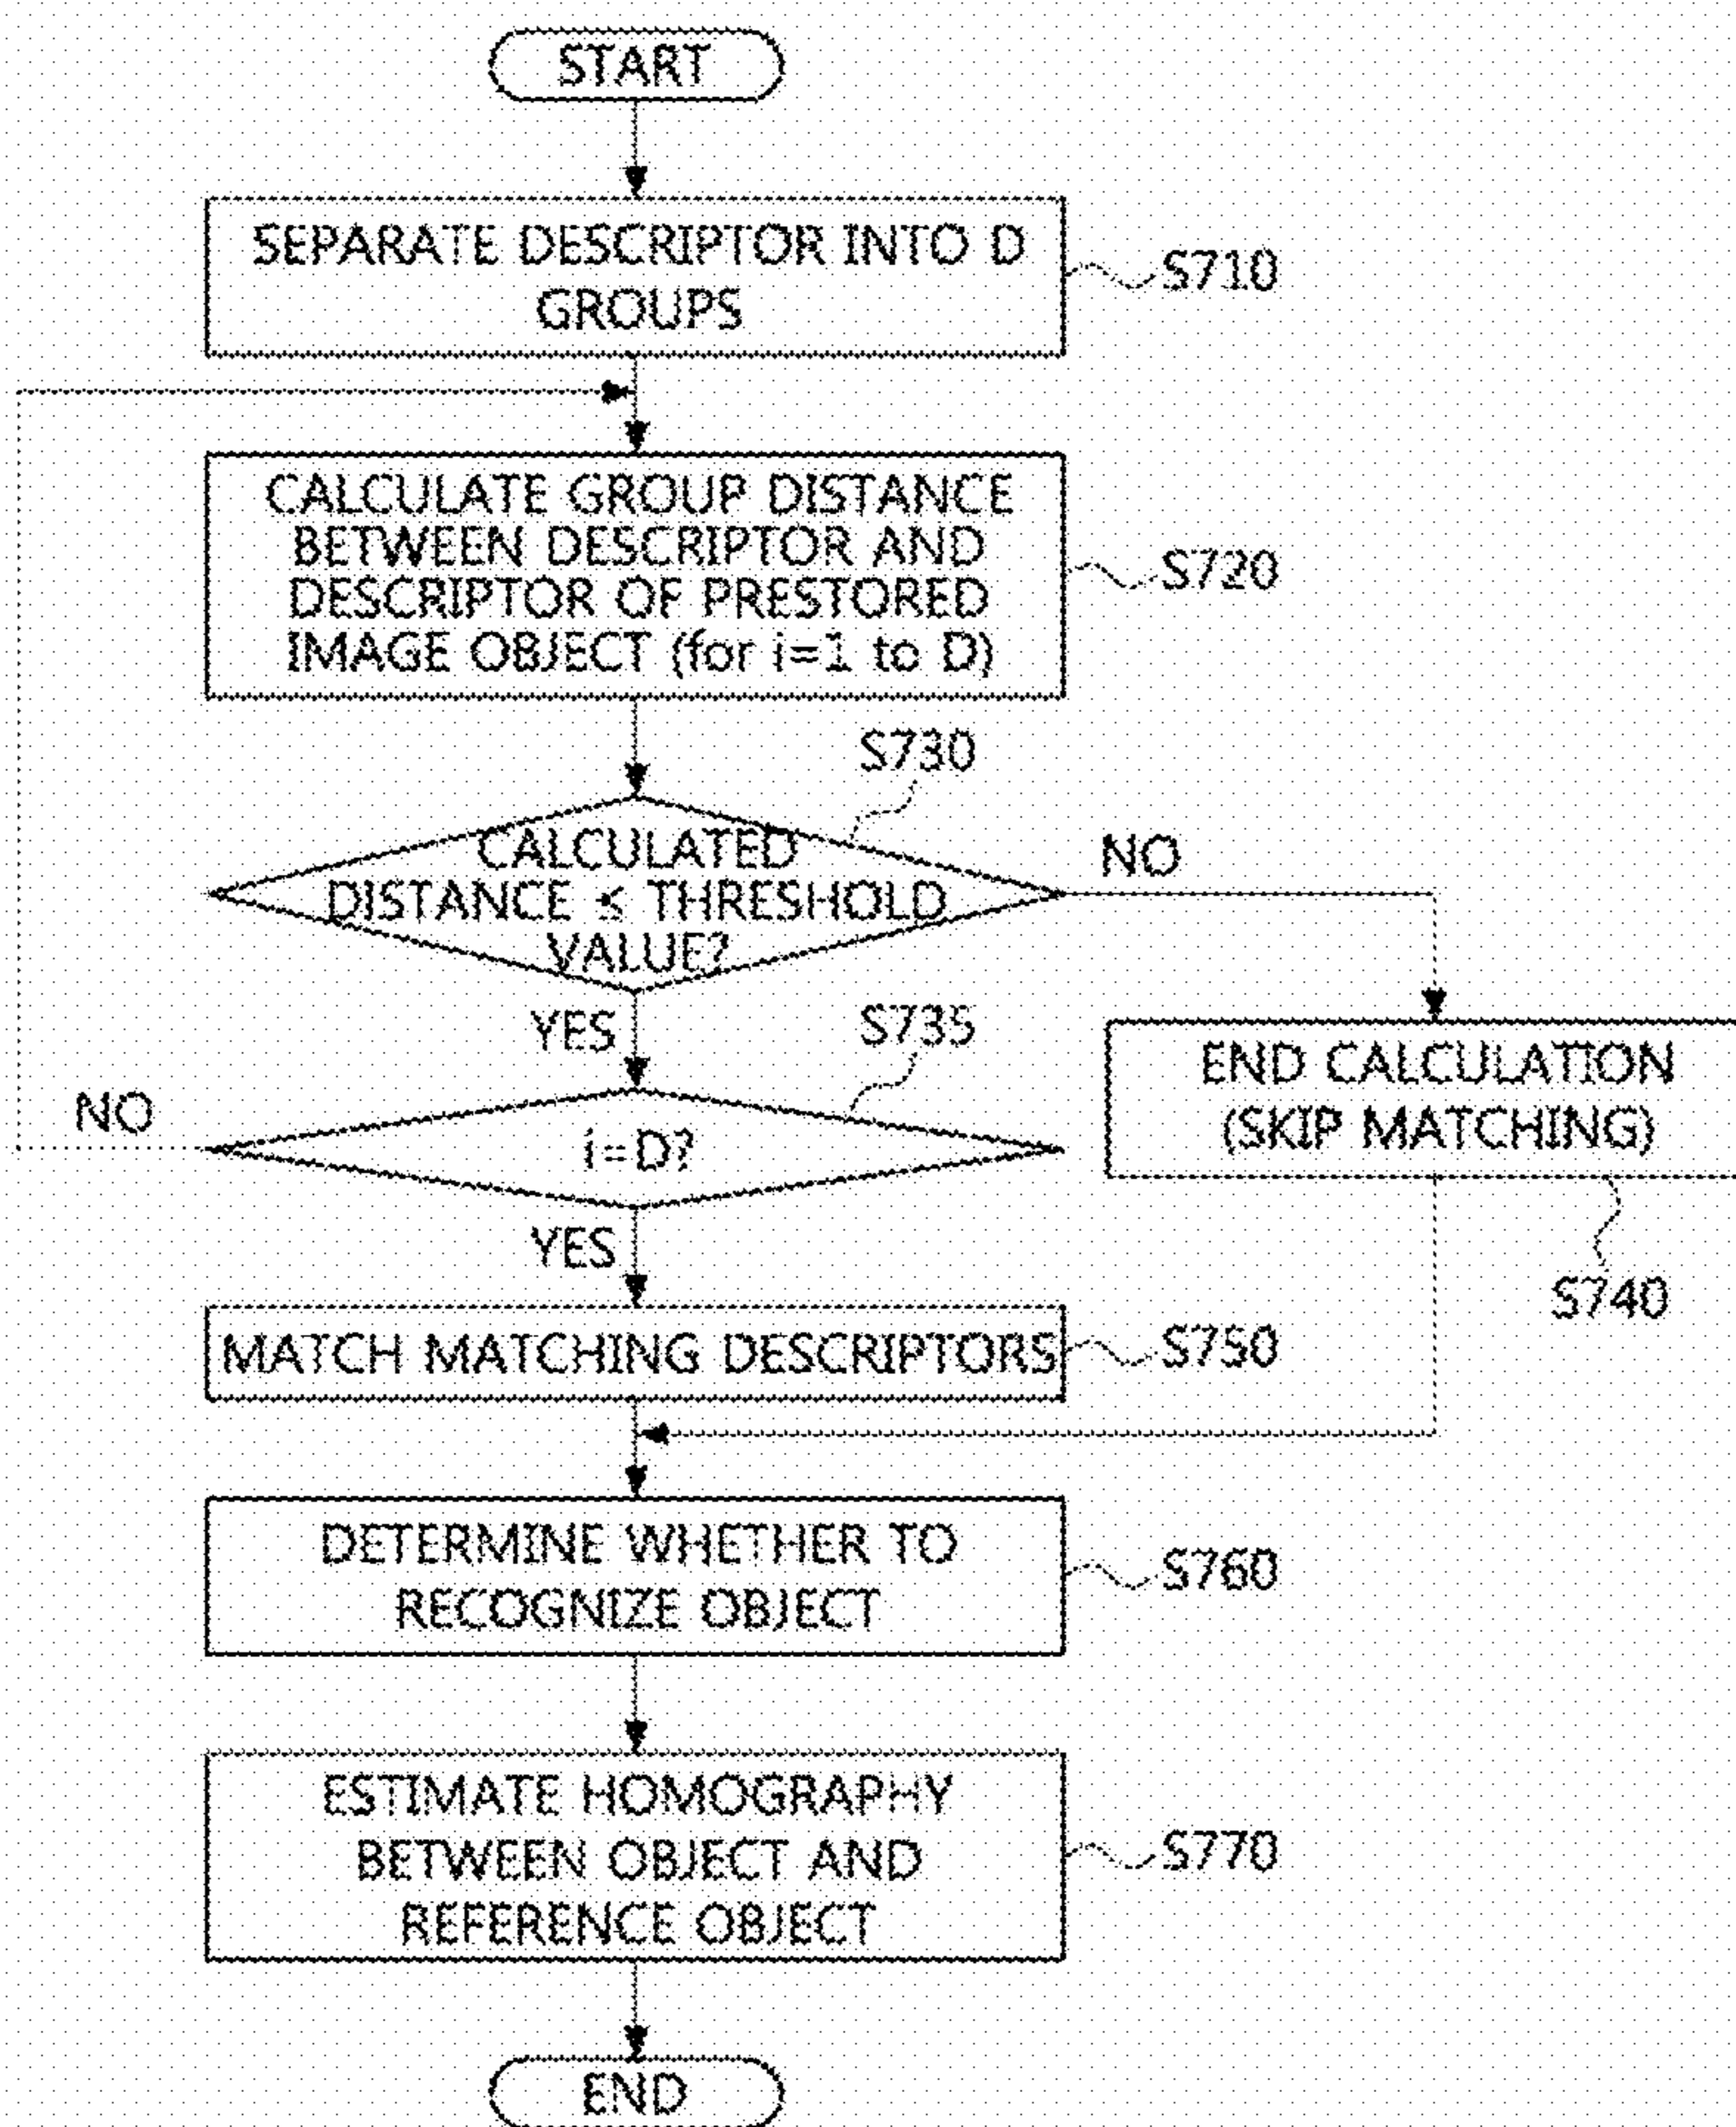 START
SEPARATE DESCRIPTOR INTO D
GROUPS
S710
CALCULATE GROUP DISTANCE
BETWEEN DESCRIPTOR AND
DESCRIPTOR OF PRESTORED
IMAGE OBJECT (for i=1 to D)
S720
S730
CALCULATED
DISTANCE ≤ THRESHOLD
VALUE?
NO
YES
S735
NO
i=D?
END CALCULATION
(SKIP MATCHING)
YES
S740
MATCH MATCHING DESCRIPTORS
S750
DETERMINE WHETHER TO
RECOGNIZE OBJECT
S760
ESTIMATE HOMOGRAPHY
BETWEEN OBJECT AND
REFERENCE OBJECT
S770
END